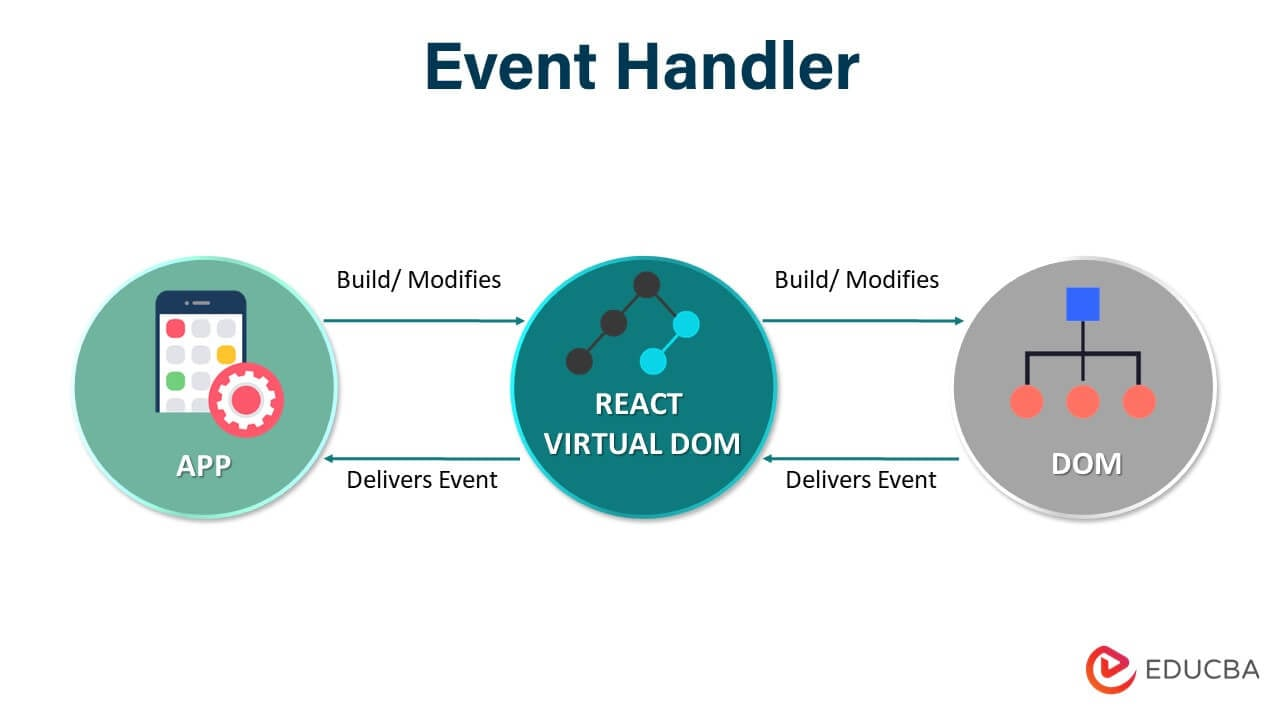 Event Handler
Build/ Modifies
Build/ Modifies
APP
REACT
VIRTUAL DOM
DOM
Delivers Event
Delivers Event
EDUCBA